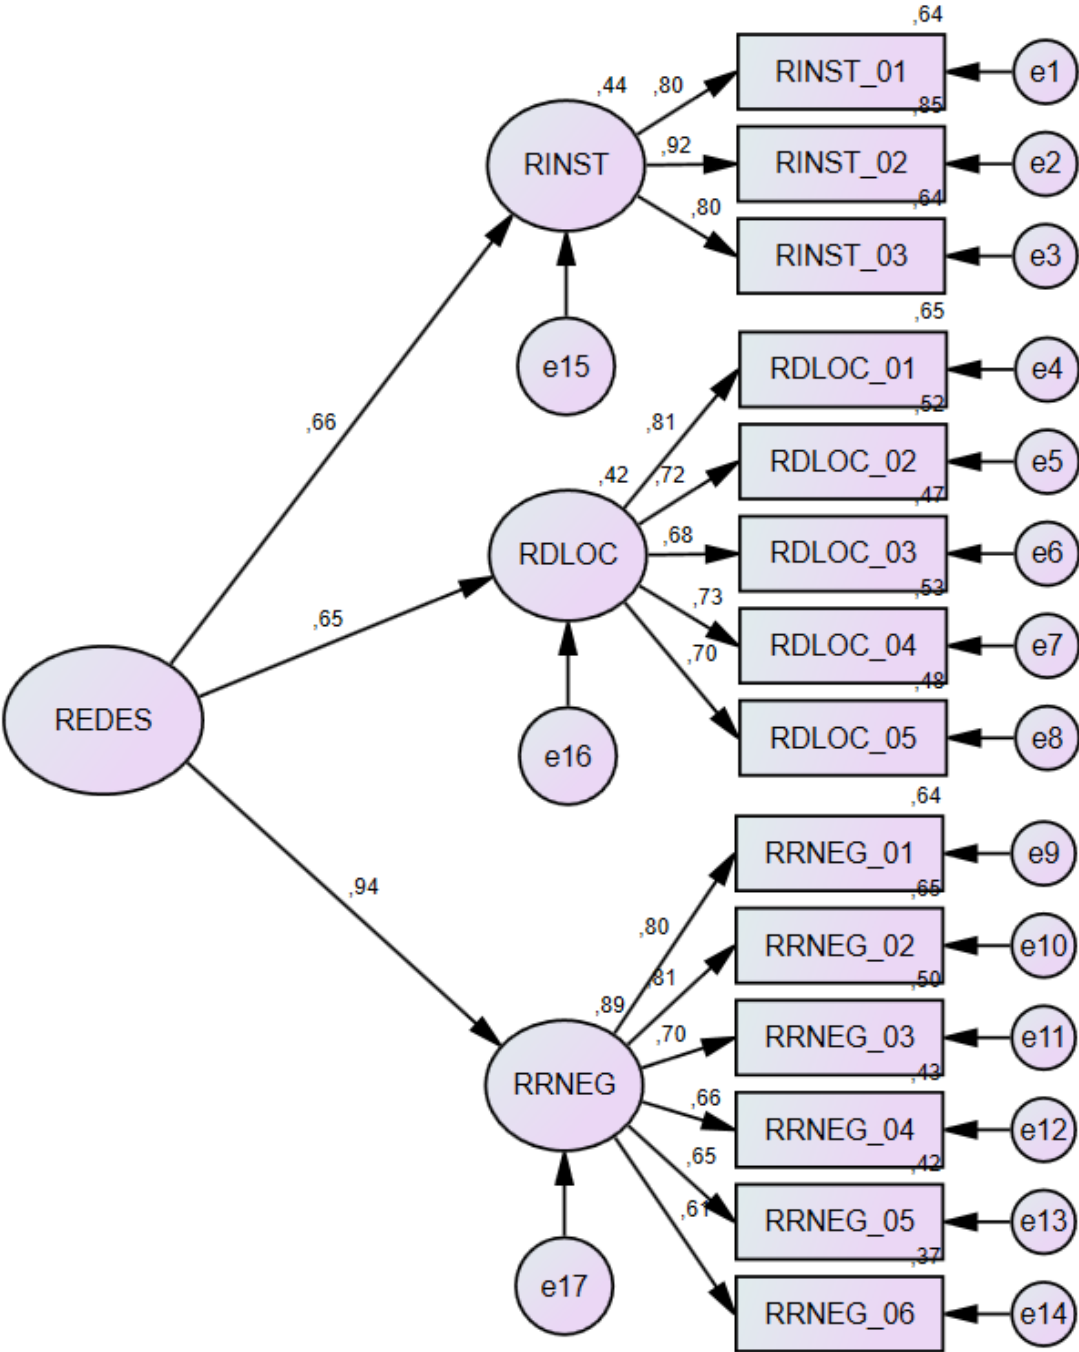 ,64
,44 ,80 RINST_01 e1
,85
,92 RINST RINST_02 e2
,64
,80 RINST_03 e3
e15
,65
,66 ,81 RDLOC_01 e4
,52
,42 ,72 RDLOC_02 e5
,47
RDLOC ,68 RDLOC_03 e6
,53
,65 ,73 RDLOC_04 e7
,48
,70 RDLOC_05 e8
REDES e16
,64
,94 ,80 RRNEG_01 e9
,65
,81 RRNEG_02 e10
,50
,89 ,70 RRNEG_03 e11
,43
RRNEG ,66 RRNEG_04 e12
,42
,65 RRNEG_05 e13
,37
,61 RRNEG_06 e14
e17